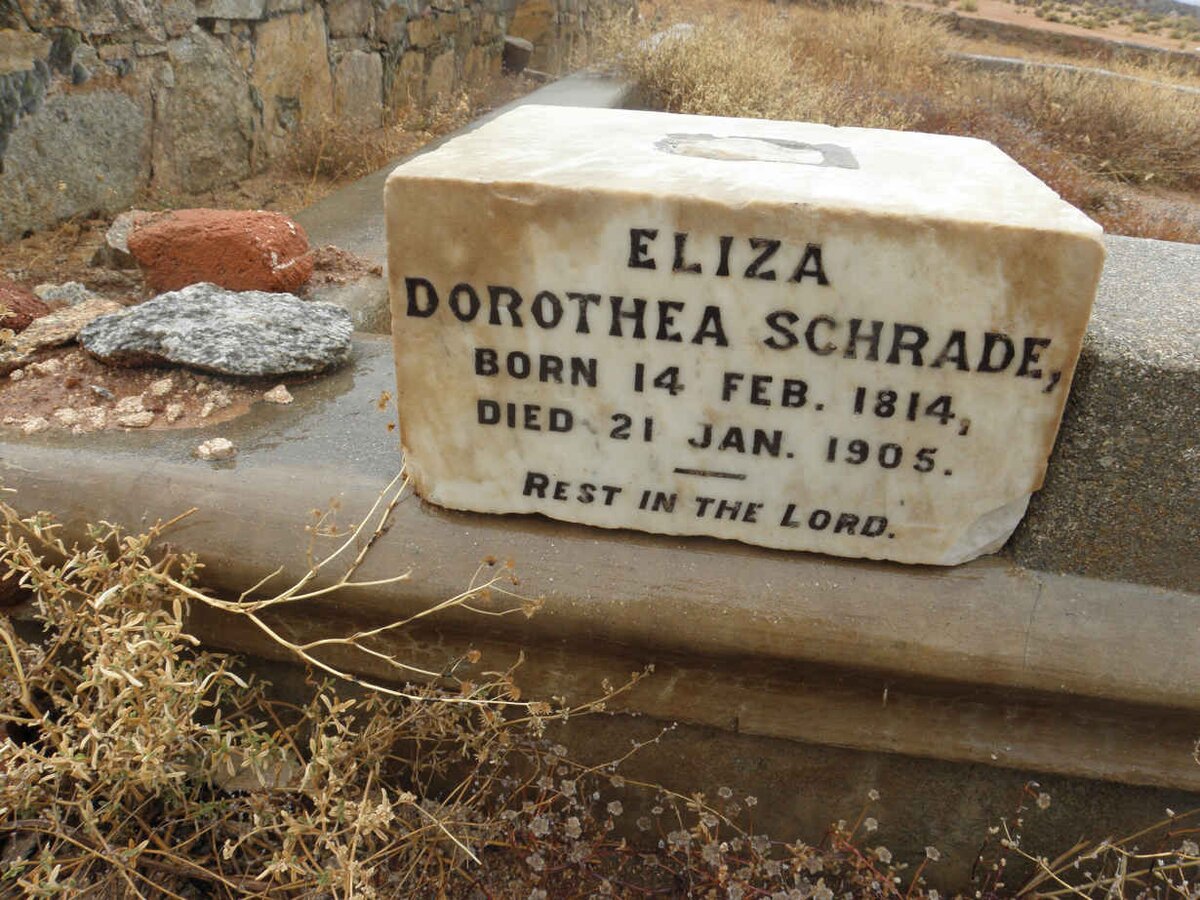 ELIZA
DOROTHEA SCHRADE,
BORN 14 FEB. 1814,
DIED 21 JAN. 1905.
REST IN THE LORD.